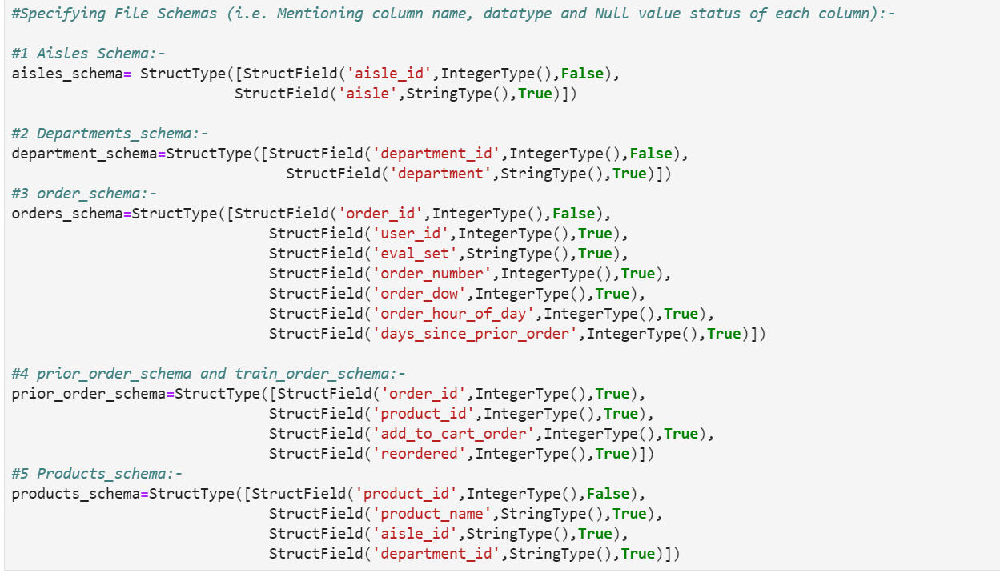 #Specifying File Schemas (i.e. Mentioning column name, datatype and Null value status of each column):-
#1 Aisles Schema:-
aisles_schema= StructType([StructField('aisle_id',IntegerType(),False),
StructField('aisle',StringType(),True)])
#2 Departments_schema:-
department_schema=StructType([StructField('department_id',IntegerType(),False),
StructField('department',StringType(),True)])
#3 order_schema:-
orders_schema=StructType([StructField('order_id',IntegerType(),False),
StructField('user_id',IntegerType(),True),
StructField('eval_set',StringType(),True),
StructField('order_number',IntegerType(),True),
StructField('order_dow',IntegerType(),True),
StructField('order_hour_of_day',IntegerType(),True),
StructField('days_since_prior_order',IntegerType(),True)])
#4 prior_order_schema and train_order_schema:-
prior_order_schema=StructType([StructField('order_id',IntegerType(),True),
StructField('product_id',IntegerType(),True),
StructField('add_to_cart_order',IntegerType(),True),
StructField('reordered',IntegerType(),True)])
#5 Products_schema:-
products_schema=StructType([StructField('product_id',IntegerType(),False),
StructField('product_name',StringType(),True),
StructField('aisle_id',StringType(),True),
StructField('department_id',StringType(),True)])